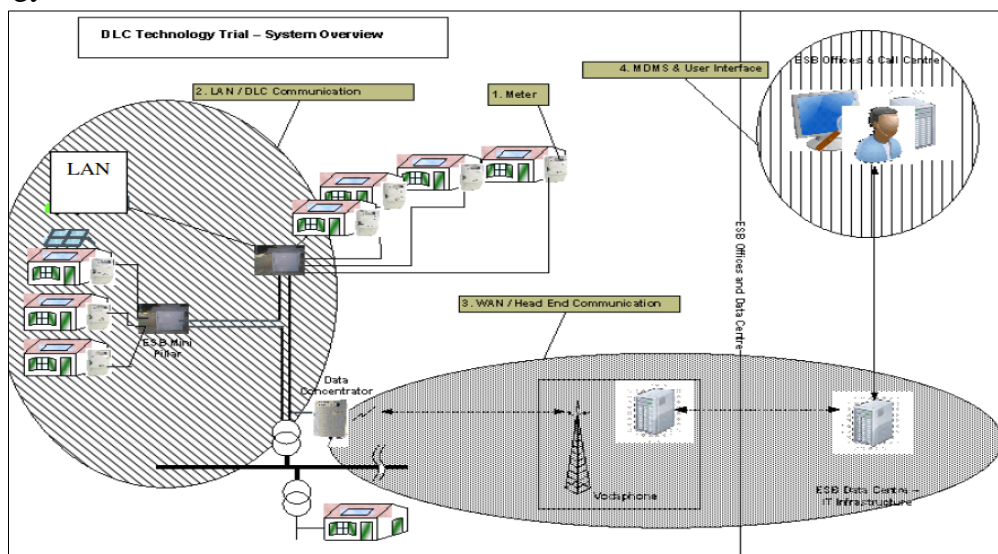 gy
DLC Technology Trial – System Overview
ESB Offices & Call Centre
4. MDMS & User Interface
2. LAN / DLC Communication
1. Meter
LAN
ESB Offices and Data Centre
3. WAN / Head End Communication
ESB Mini
Pillar
Data
Concentrator
Vodaphone
ESB Data Centre –
IT Infrastructure